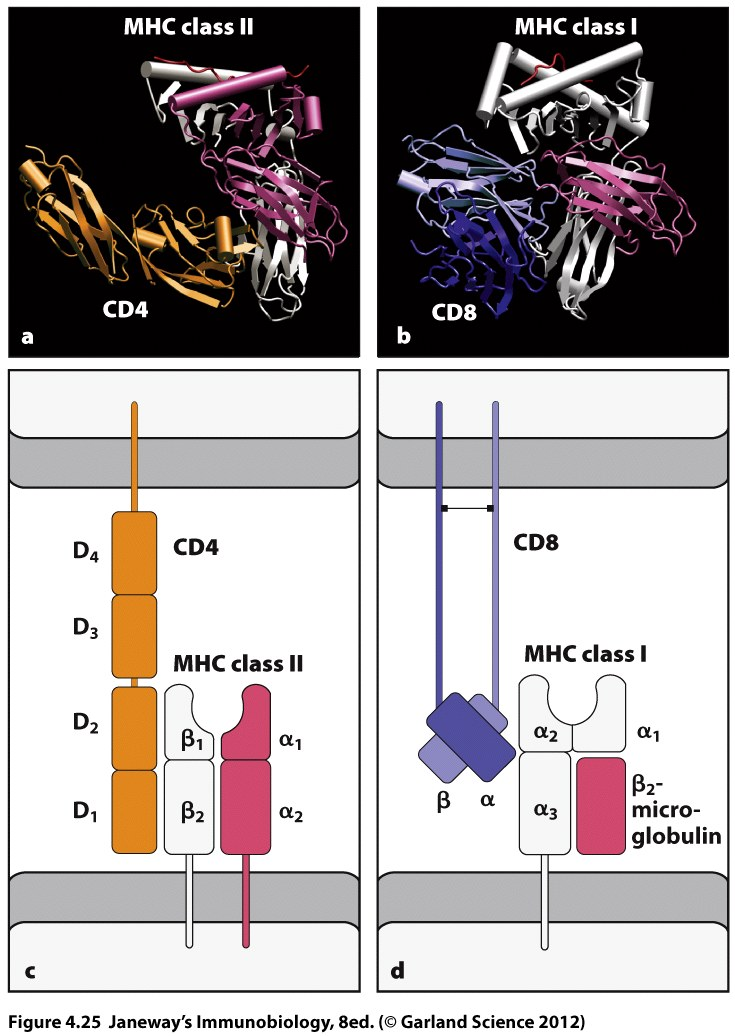 MHC class II
CD4
a
MHC class I
CD8
b
D₄
CD4
D₃
MHC class II
D₂
β₁
α₁
D₁
β₂
α₂
c
CD8
MHC class I
α₂
α₁
β
α
α₃
β₂-
micro-
globulin
d
Figure 4.25 Janeway’s Immunobiology, 8ed. (© Garland Science 2012)